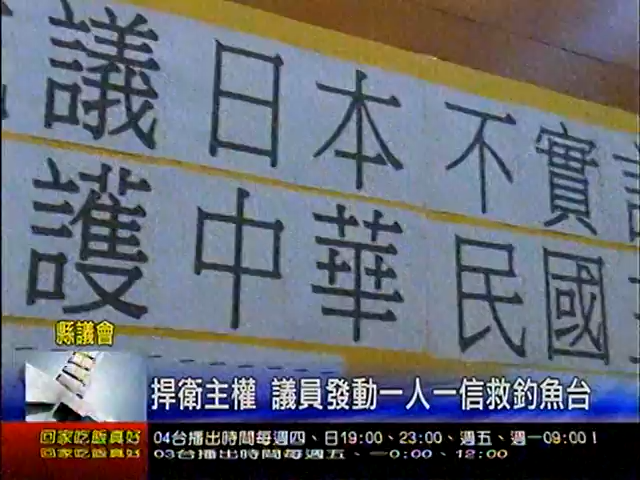 議日本不實
護中華民國
縣議會
捍衛主權 議員發動一人一信救釣魚台
回家吃飯真好 04台播出時間每週四、日19:00、23:00、週五、週一09:00！
回家吃飯真好 03台播出時間每週五、一0:00、12:00